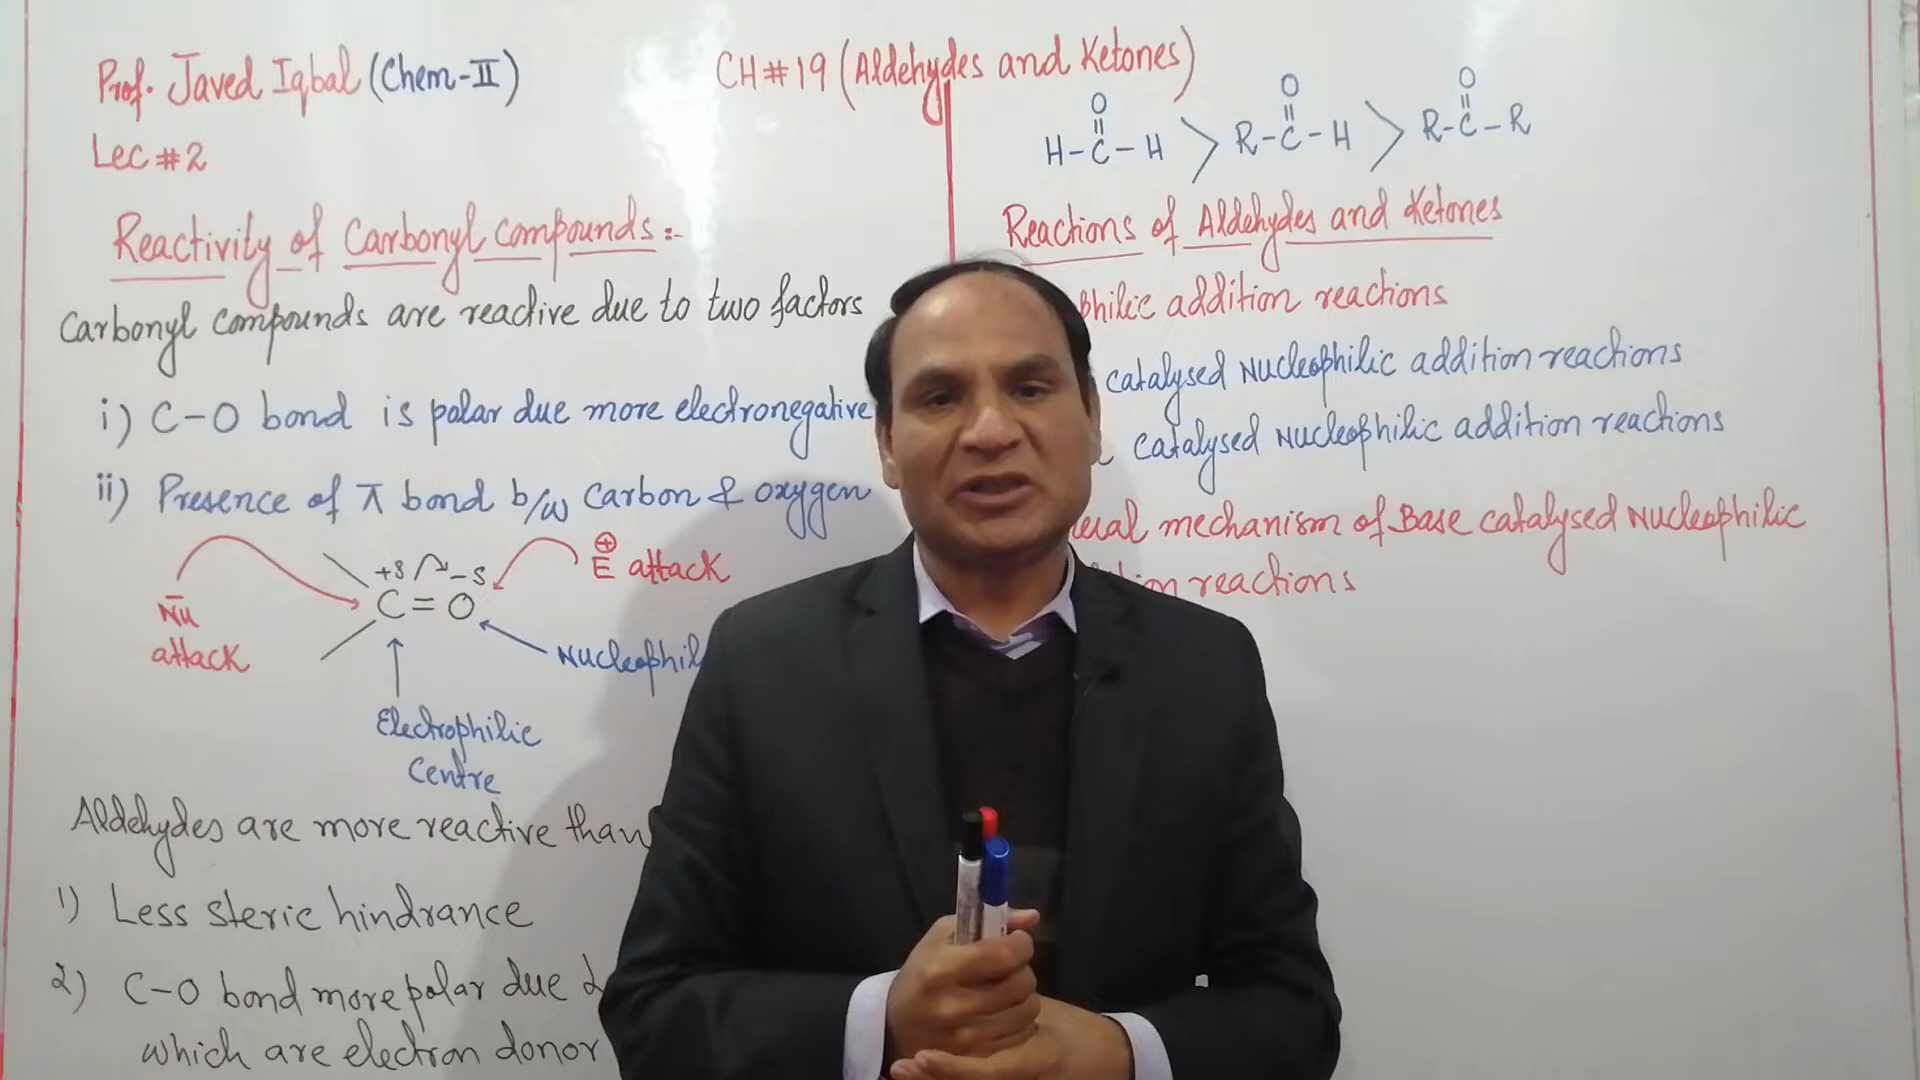 Prof. Javed Iqbal (Chem-II)
Lec #2
CH#19 (Aldehydes and Ketones)
Reactivity of Carbonyl compounds:-
Carbonyl compounds are reactive due to two factors
i) C-O bond is polar due more electronegative
ii) Presence of π bond b/w carbon & oxygen
+δ -δ
C=O
Nu⁻
attack
E⊕ attack
Nucleophil
Electrophilic
Centre
Aldehydes are more reactive than
1) Less steric hindrance
2) C-O bond more polar due
which are electron donor
O O O
H-C-H > R-C-H > R-C-R
Reactions of Aldehydes and Ketones
philic addition reactions
catalysed Nucleophilic addition reactions
catalysed Nucleophilic addition reactions
mechanism of Base catalysed Nucleophilic
reactions